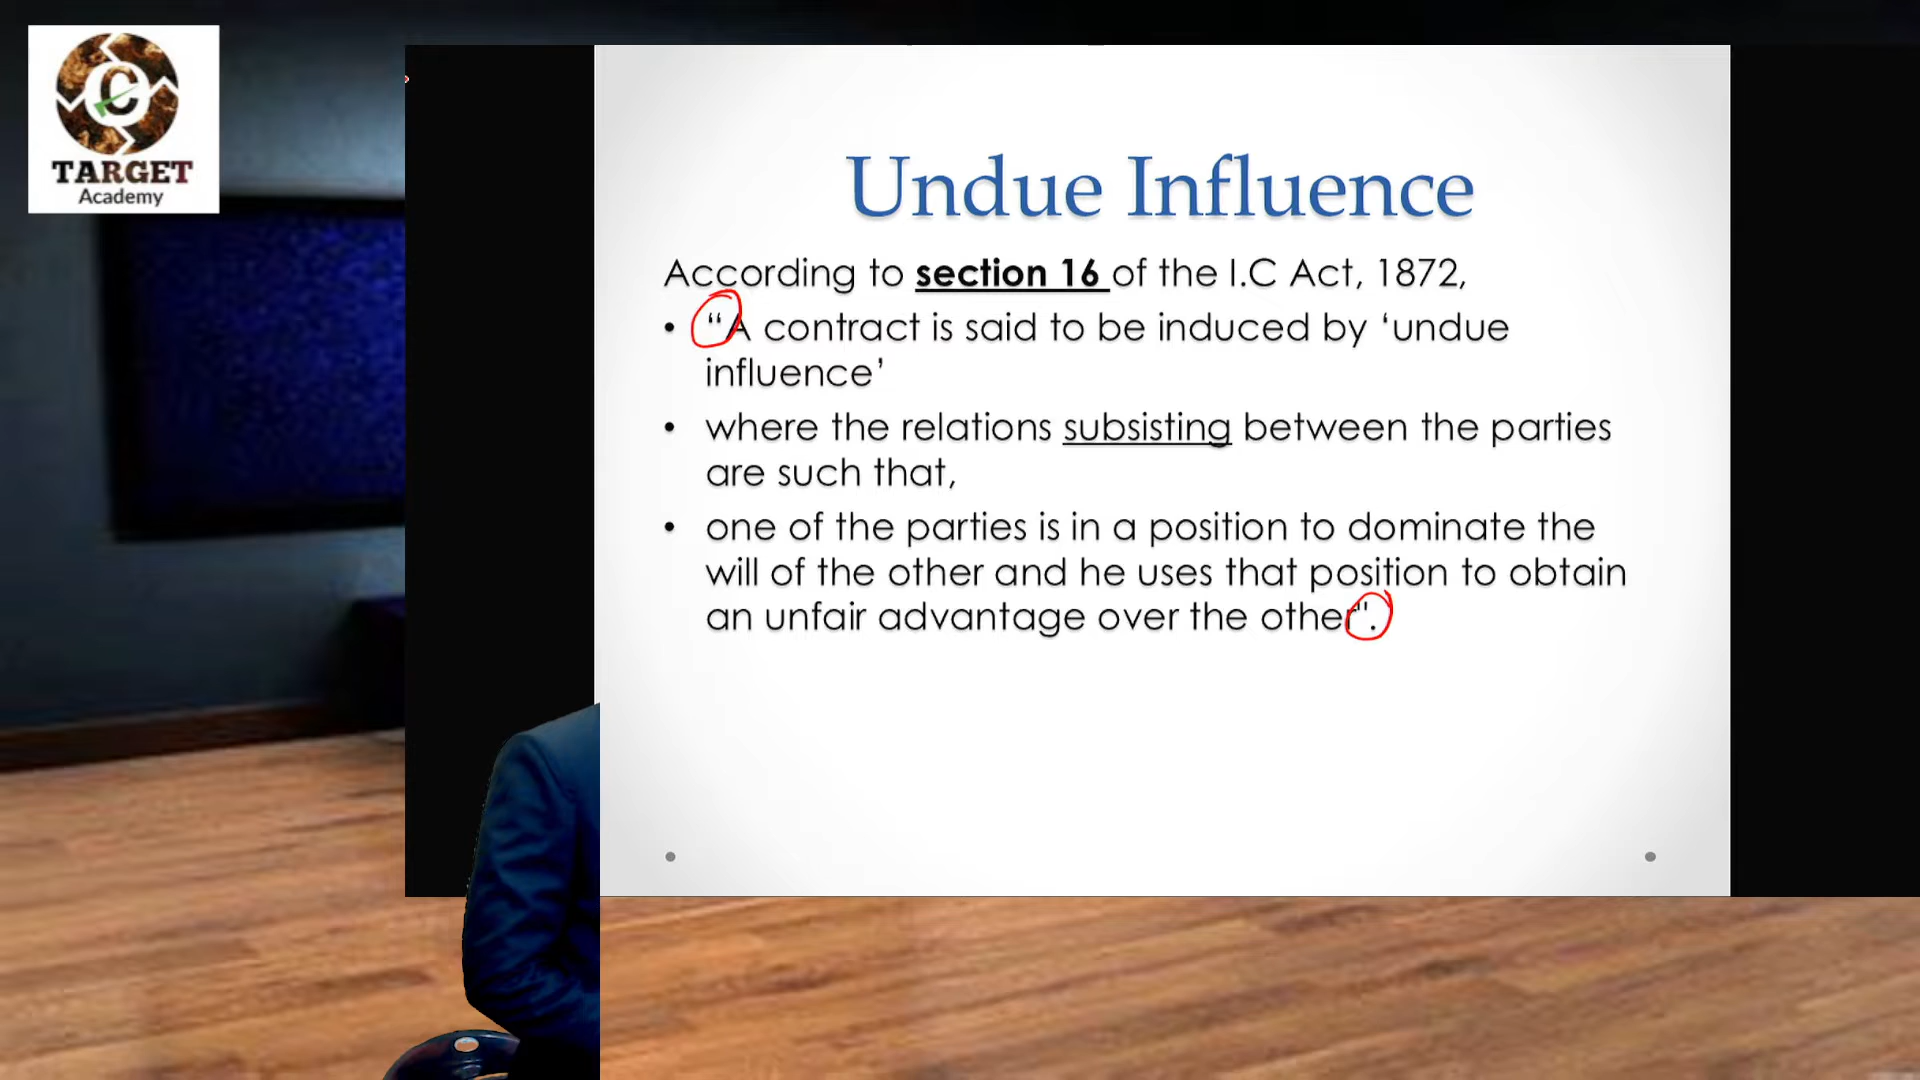 C
TARGET
Academy
Undue Influence
According to section 16 of the I.C Act, 1872,
• “A contract is said to be induced by ‘undue
influence’
• where the relations subsisting between the parties
are such that,
• one of the parties is in a position to dominate the
will of the other and he uses that position to obtain
an unfair advantage over the other".